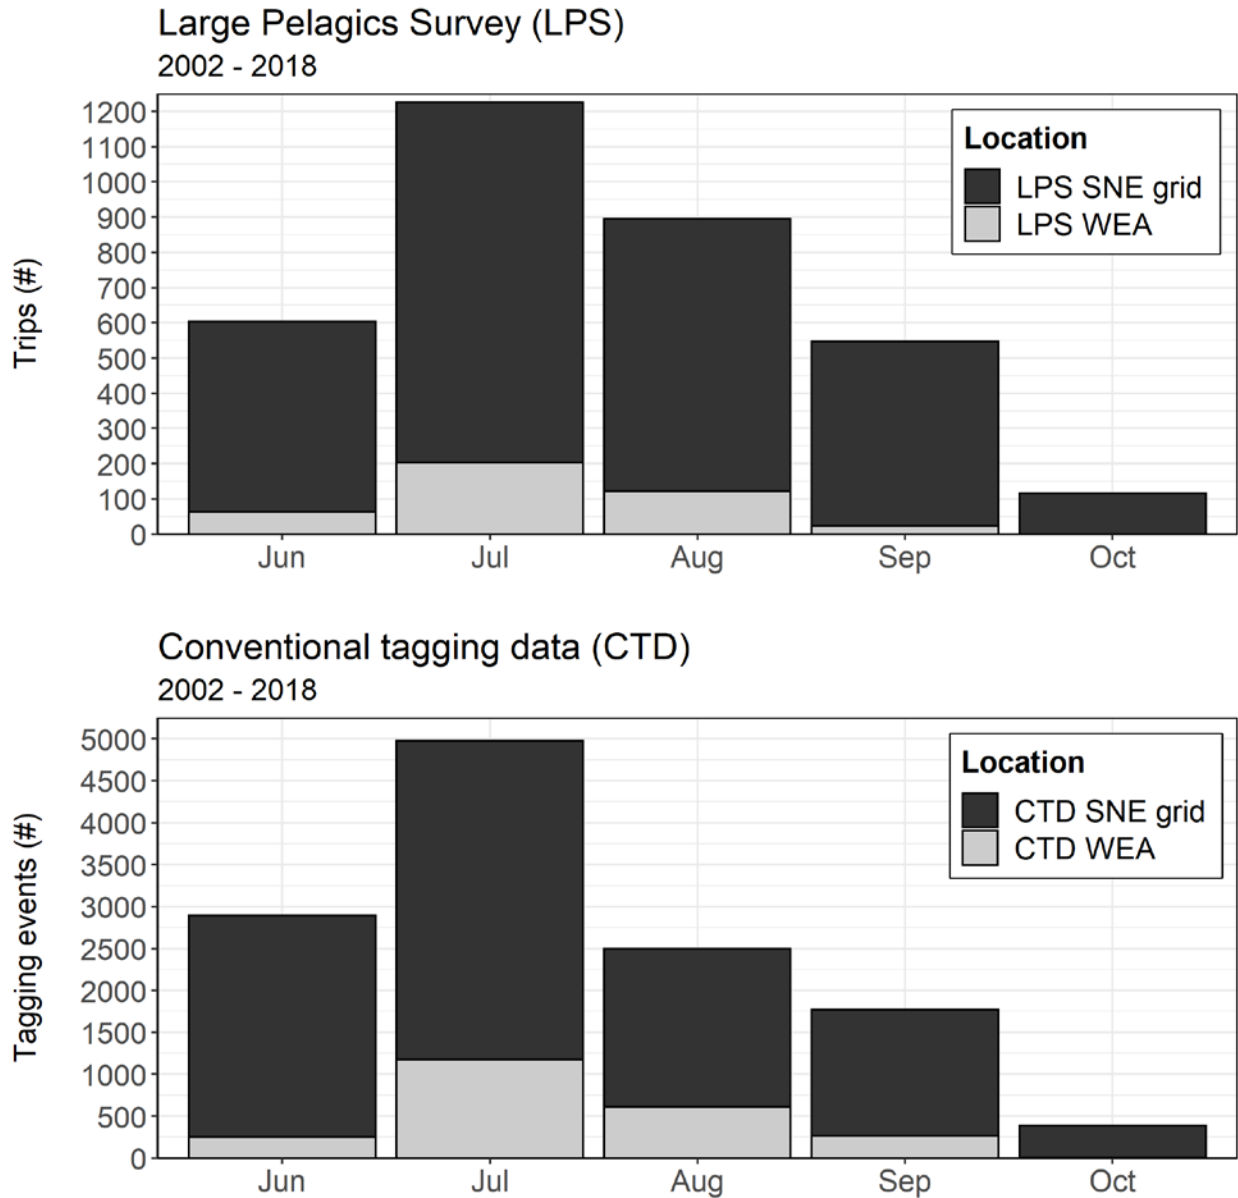 Large Pelagics Survey (LPS)
2002 - 2018
Trips (#)
1200
1100
1000
900
800
700
600
500
400
300
200
100
0
Location
LPS SNE grid
LPS WEA
Jun Jul Aug Sep Oct
Conventional tagging data (CTD)
2002 - 2018
Tagging events (#)
5000
4500
4000
3500
3000
2500
2000
1500
1000
500
0
Location
CTD SNE grid
CTD WEA
Jun Jul Aug Sep Oct